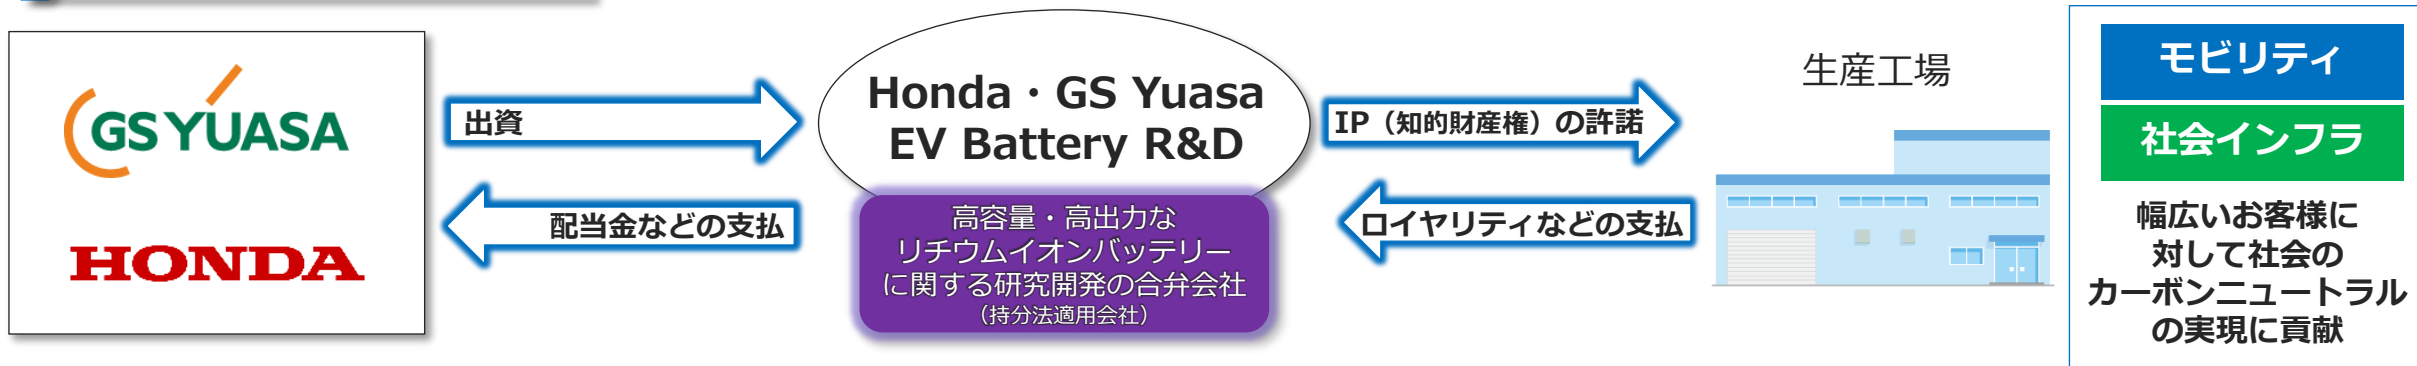 GS YUASA
HONDA
出資
配当金などの支払
Honda・GS Yuasa
EV Battery R&D
高容量・高出力な
リチウムイオンバッテリー
に関する研究開発の合弁会社
（持分法適用会社）
IP（知的財産権）の許諾
ロイヤリティなどの支払
生産工場
モビリティ
社会インフラ
幅広いお客様に
対して社会の
カーボンニュートラル
の実現に貢献